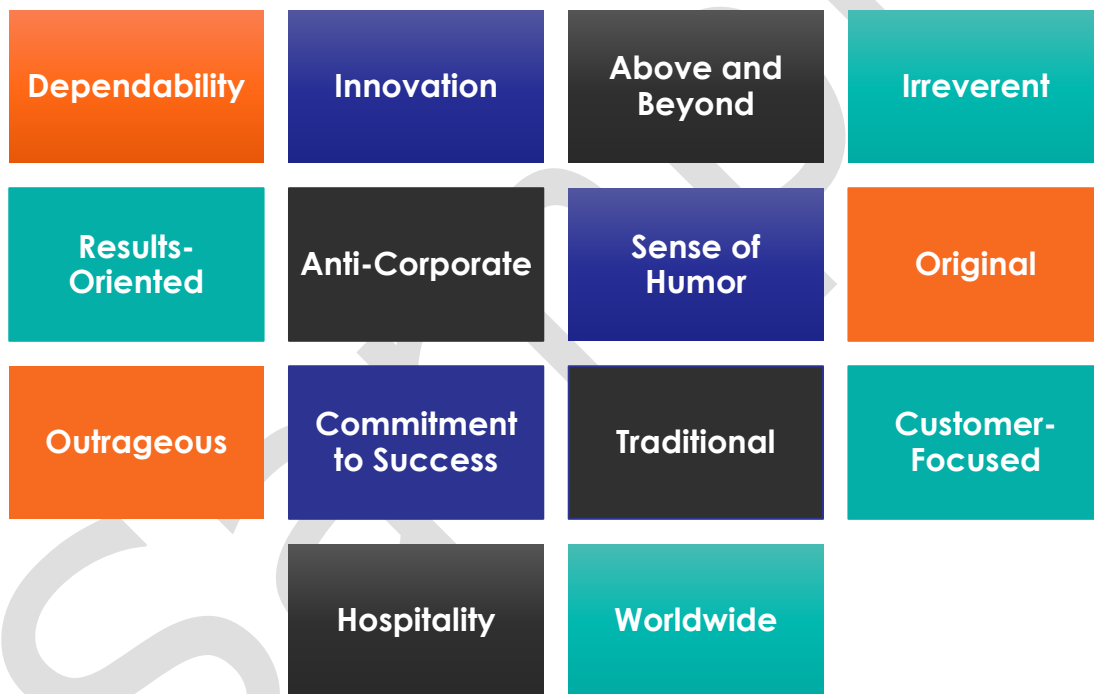 Dependability
Innovation
Above and
Beyond
Irreverent
Results-
Oriented
Anti-Corporate
Sense of
Humor
Original
Outrageous
Commitment
to Success
Traditional
Customer-
Focused
Hospitality
Worldwide